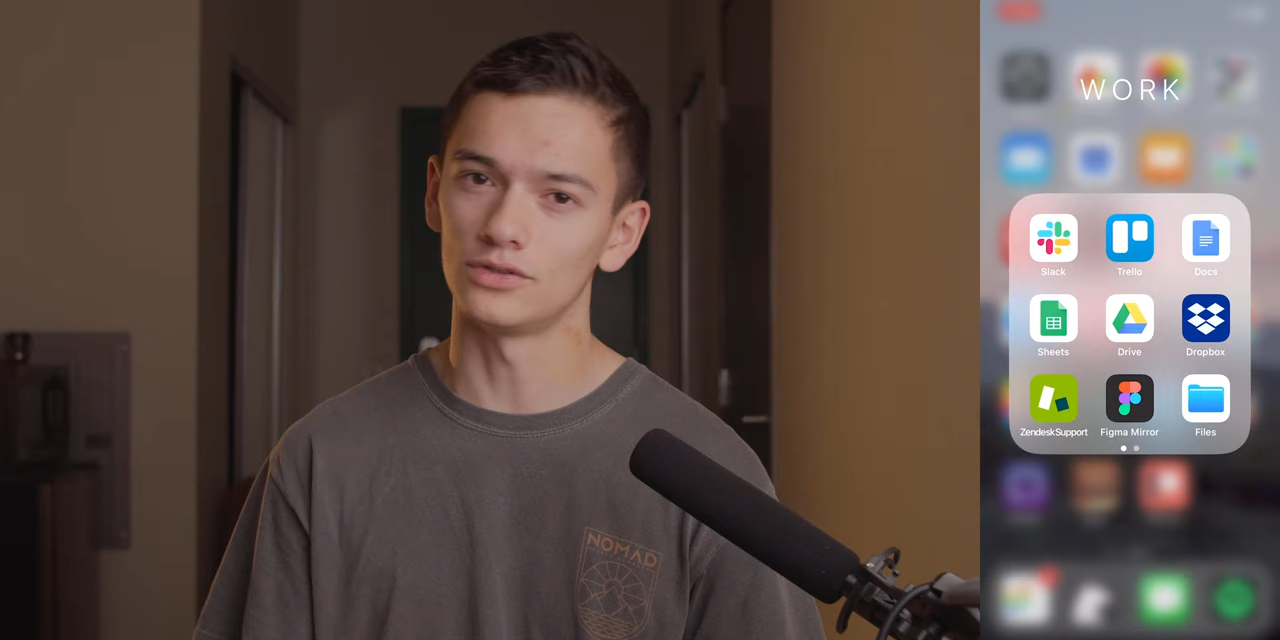 NOMAD
WORK
Slack
Trello
Docs
Sheets
Drive
Dropbox
ZendeskSupport
Figma Mirror
Files